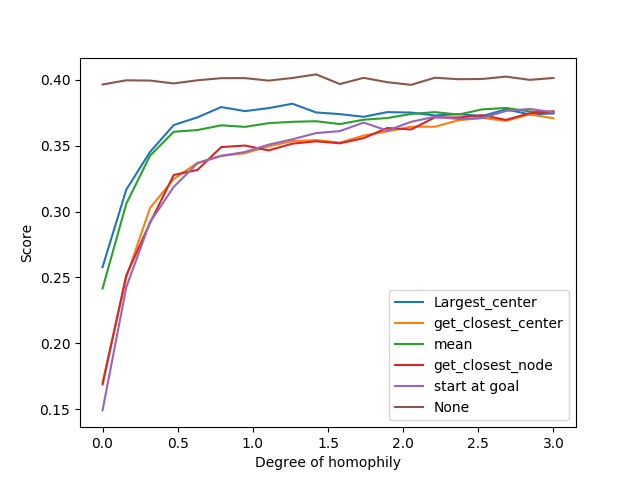 0.40
0.35
0.30
0.25
0.20
0.15
Score
0.0 0.5 1.0 1.5 2.0 2.5 3.0
Degree of homophily
Largest_center
get_closest_center
mean
get_closest_node
start at goal
None